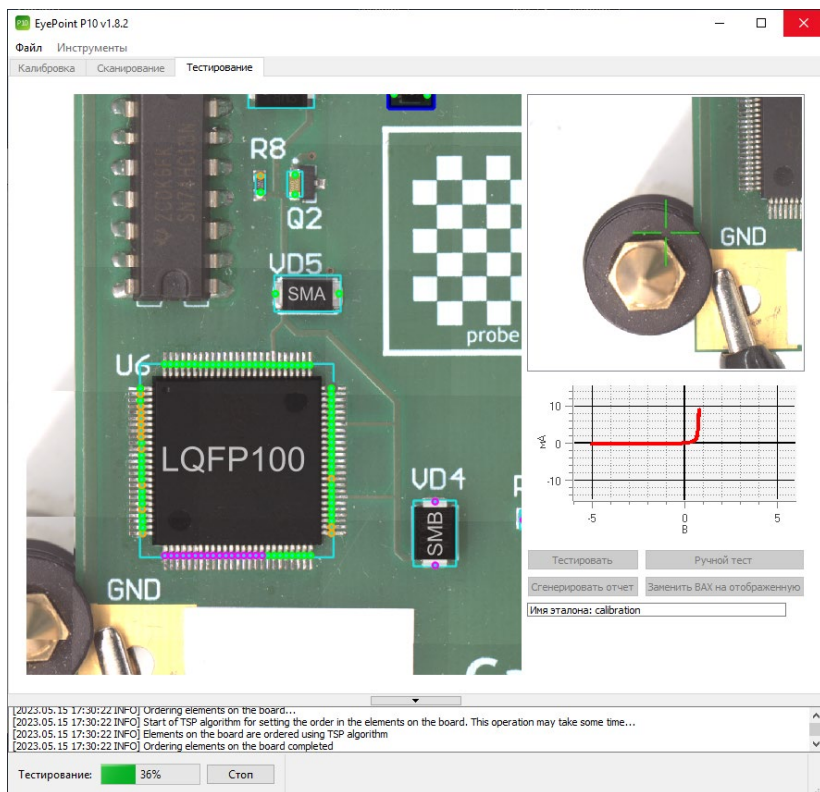 EyePoint P10 v1.8.2
Файл Инструменты
Калибровка Сканирование Тестирование
R8
Q2
VD5
SMA
probe
U6
LQFP100
VD4
SMB
GND
GND
10
0
-10
мА
-5 0 5
В
Тестировать Ручной тест
Сгенерировать отчет Заменить ВАХ на отображенную
Имя эталона: calibration
[2023.05.15 17:30:22 INFO] Ordering elements on the board...
[2023.05.15 17:30:22 INFO] Start of TSP algorithm for setting the order in the elements on the board. This operation may take some time...
[2023.05.15 17:30:22 INFO] Elements on the board are ordered using TSP algorithm
[2023.05.15 17:30:22 INFO] Ordering elements on the board completed
Тестирование: 36% Стоп